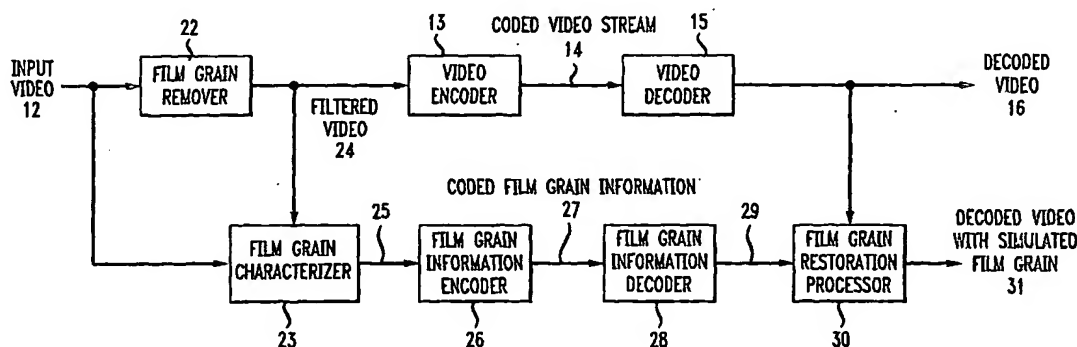 22
FILM GRAIN
REMOVER
INPUT
VIDEO
12
13
VIDEO
ENCODER
CODED VIDEO STREAM
14
15
VIDEO
DECODER
DECODED
VIDEO
16
FILTERED
VIDEO
24
CODED FILM GRAIN INFORMATION
FILM GRAIN
CHARACTERIZER
23
25
FILM GRAIN
INFORMATION
ENCODER
26
27
FILM GRAIN
INFORMATION
DECODER
28
29
FILM GRAIN
RESTORATION
PROCESSOR
30
DECODED VIDEO
WITH SIMULATED
FILM GRAIN
31